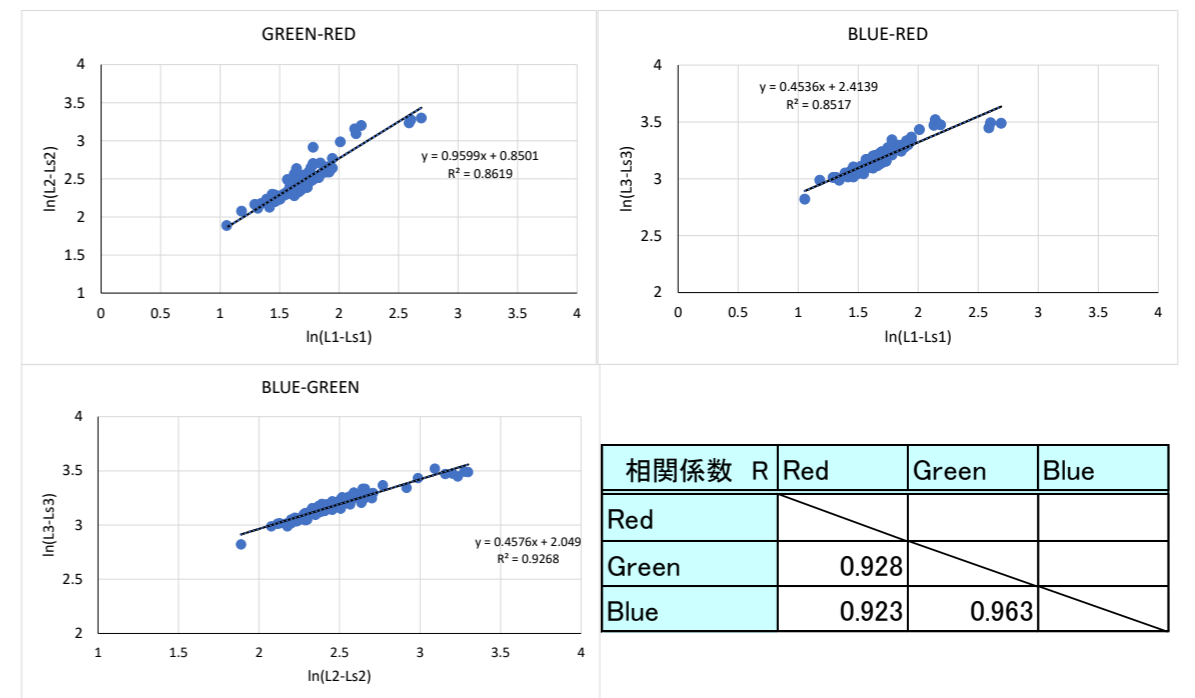 GREEN-RED
4
3.5
3
2.5
2
1.5
1
0 0.5 1 1.5 2 2.5 3 3.5 4
ln(L2-Ls2)
ln(L1-Ls1)
y = 0.9599x + 0.8501
R² = 0.8619
BLUE-RED
4
3.5
3
2.5
2
0 0.5 1 1.5 2 2.5 3 3.5 4
ln(L3-Ls3)
ln(L1-Ls1)
y = 0.4536x + 2.4139
R² = 0.8517
BLUE-GREEN
4
3.5
3
2.5
2
1 1.5 2 2.5 3 3.5 4
ln(L3-Ls3)
ln(L2-Ls2)
y = 0.4576x + 2.049
R² = 0.9268
相関係数 R Red Green Blue
Red
Green 0.928
Blue 0.923 0.963